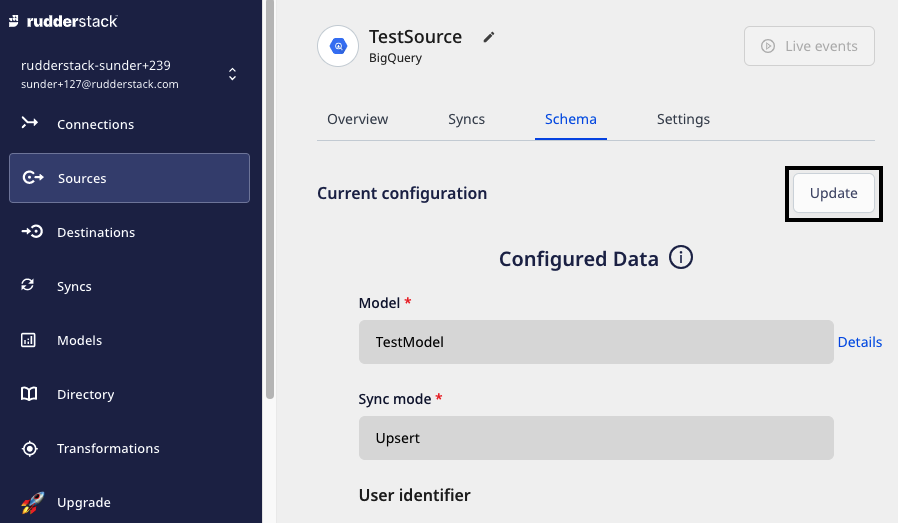 rudderstack
rudderstack-sunder+239
sunder+127@rudderstack.com
Connections
Sources
Destinations
Syncs
Models
Directory
Transformations
Upgrade
TestSource
BigQuery
Live events
Overview Syncs Schema Settings
Current configuration
Update
Configured Data
Model *
TestModel
Details
Sync mode *
Upsert
User identifier